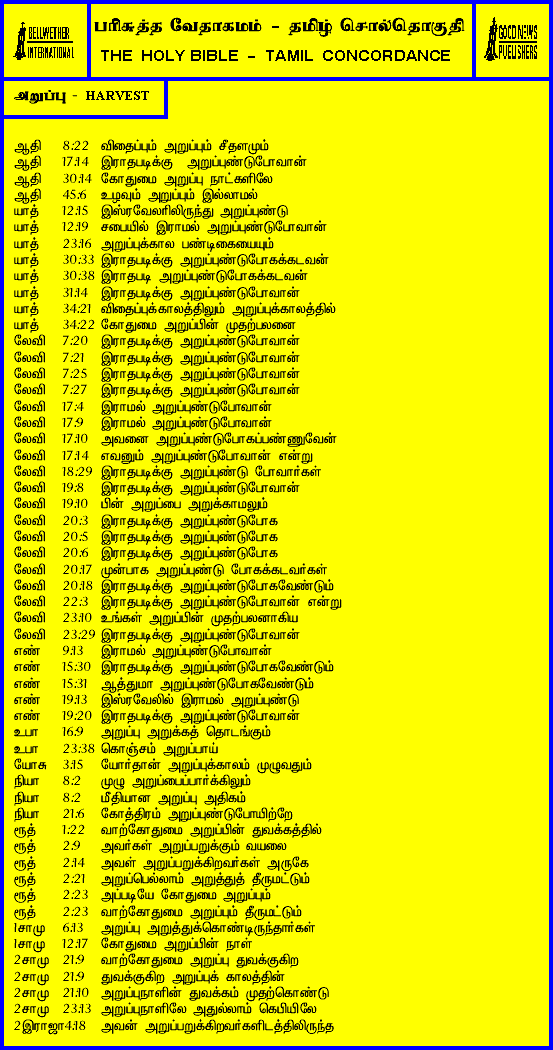 BELLWETHER INTERNATIONAL
பரிசுத்த வேதாகமம் - தமிழ் சொல்தொகுதி
THE HOLY BIBLE - TAMIL CONCORDANCE
GOOD NEWS PUBLISHERS
அறுப்பு - HARVEST
ஆதி 8:22 விதைப்பும் அறுப்பும் சீதளமும்
ஆதி 17:14 இராதபடிக்கு அறுப்புண்டுபோவான்
ஆதி 30:14 கோதுமை அறுப்பு நாட்களிலே
ஆதி 45:6 உழவும் அறுப்பும் இல்லாமல்
யாத் 12:15 இஸ்ரவேலரிலிருந்து அறுப்புண்டு
யாத் 12:19 சபையில் இராமல் அறுப்புண்டுபோவான்
யாத் 23:16 அறுப்புக்கால பண்டிகையையும்
யாத் 30:33 இராதபடிக்கு அறுப்புண்டுபோகக்கடவன்
யாத் 30:38 இராதபடி அறுப்புண்டுபோகக்கடவன்
யாத் 31:14 இராதபடிக்கு அறுப்புண்டுபோவான்
யாத் 34:21 விதைப்புக்காலத்திலும் அறுப்புக்காலத்தில்
யாத் 34:22 கோதுமை அறுப்பின் முதற்பலனை
லேவி 7:20 இராதபடிக்கு அறுப்புண்டுபோவான்
லேவி 7:21 இராதபடிக்கு அறுப்புண்டுபோவான்
லேவி 7:25 இராதபடிக்கு அறுப்புண்டுபோவான்
லேவி 7:27 இராதபடிக்கு அறுப்புண்டுபோவான்
லேவி 17:4 இராமல் அறுப்புண்டுபோவான்
லேவி 17:9 இராமல் அறுப்புண்டுபோவான்
லேவி 17:10 அவனை அறுப்புண்டுபோகப்பண்ணுவேன்
லேவி 17:14 எவனும் அறுப்புண்டுபோவான் என்று
லேவி 18:29 இராதபடிக்கு அறுப்புண்டு போவார்கள்
லேவி 19:8 இராதபடிக்கு அறுப்புண்டுபோவான்
லேவி 19:10 பின் அறுப்பை அறுக்காமலும்
லேவி 20:3 இராதபடிக்கு அறுப்புண்டுபோக
லேவி 20:5 இராதபடிக்கு அறுப்புண்டுபோக
லேவி 20:6 இராதபடிக்கு அறுப்புண்டுபோக
லேவி 20:17 முன்பாக அறுப்புண்டு போகக்கடவர்கள்
லேவி 20:18 இராதபடிக்கு அறுப்புண்டுபோகவேண்டும்
லேவி 22:3 இராதபடிக்கு அறுப்புண்டுபோவான் என்று
லேவி 23:10 உங்கள் அறுப்பின் முதற்பலனாகிய
லேவி 23:29 இராதபடிக்கு அறுப்புண்டுபோவான்
எண் 9:13 இராமல் அறுப்புண்டுபோவான்
எண் 15:30 இராதபடிக்கு அறுப்புண்டுபோகவேண்டும்
எண் 15:31 ஆத்துமா அறுப்புண்டுபோகவேண்டும்
எண் 19:13 இஸ்ரவேலில் இராமல் அறுப்புண்டு
எண் 19:20 இராதபடிக்கு அறுப்புண்டுபோவான்
உபா 16:9 அறுப்பு அறுக்கத் தொடங்கும்
உபா 23:38 கொஞ்சம் அறுப்பாய்
யோசு 3:15 யோர்தான் அறுப்புக்காலம் முழுவதும்
நியா 8:2 முழு அறுப்பைப்பார்க்கிலும்
நியா 8:2 மீதியான அறுப்பு அதிகம்
நியா 21:6 கோத்திரம் அறுப்புண்டுபோயிற்றே
ரூத் 1:22 வாற்கோதுமை அறுப்பின் துவக்கத்தில்
ரூத் 2:9 அவர்கள் அறுப்பறுக்கும் வயலை
ரூத் 2:14 அவள் அறுப்பறுக்கிறவர்கள் அருகே
ரூத் 2:21 அறுப்பெல்லாம் அறுத்துத் தீருமட்டும்
ரூத் 2:23 அப்படியே கோதுமை அறுப்பும்
ரூத் 2:23 வாற்கோதுமை அறுப்பும் தீருமட்டும்
1சாமு 6:13 அறுப்பு அறுத்துக்கொண்டிருந்தார்கள்
1சாமு 12:17 கோதுமை அறுப்பின் நாள்
2சாமு 21:9 வாற்கோதுமை அறுப்பு துவக்குகிற
2சாமு 21:9 துவக்குகிற அறுப்புக் காலத்தின்
2சாமு 21:10 அறுப்புநாளின் துவக்கம் முதற்கொண்டு
2சாமு 23:13 அறுப்புநாளிலே அதுல்லாம் கெபியிலே
2இராஜா4:18 அவன் அறுப்பறுக்கிறவர்களிடத்திலிருந்த